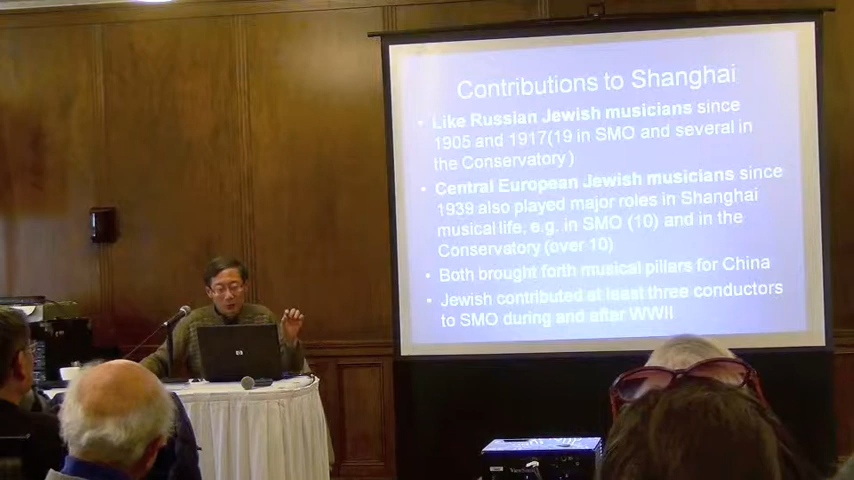 Contributions to Shanghai
• Like Russian Jewish musicians since
1905 and 1917(19 in SMO and several in
the Conservatory)
• Central European Jewish musicians since
1939 also played major roles in Shanghai
musical life, e.g. in SMO (10) and in the
Conservatory (over 10)
• Both brought forth musical pillars for China
• Jewish contributed at least three conductors
to SMO during and after WWII
hp
ViewSonic